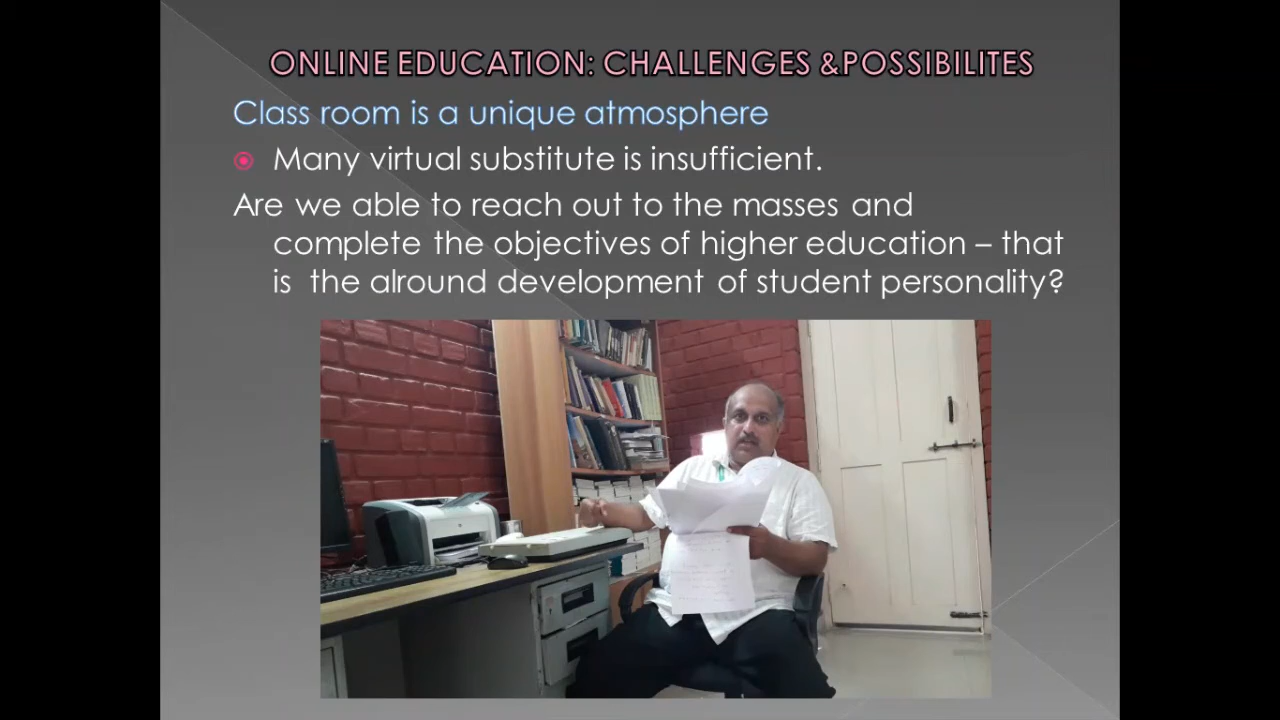 ONLINE EDUCATION: CHALLENGES &POSSIBILITES
Class room is a unique atmosphere
Many virtual substitute is insufficient.
Are we able to reach out to the masses and
complete the objectives of higher education – that
is the alround development of student personality?